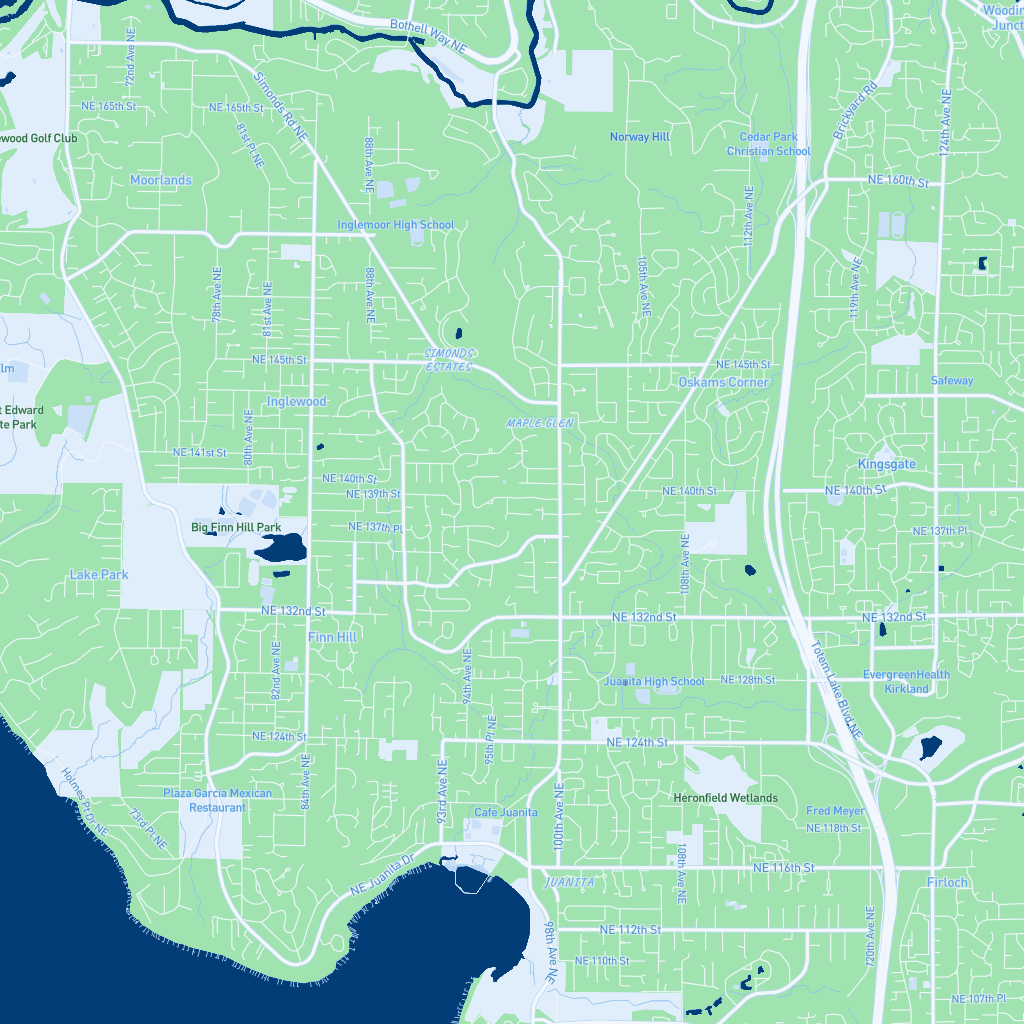 Woodin
Junct
Bothell Way NE
72nd Ave NE
Simonds Rd NE
NE 165th St
NE 165th St
Brickyard Rd
124th Ave NE
ewood Golf Club
81st Pl NE
88th Ave NE
Norway Hill
Cedar Park
Christian School
Moorlands
NE 160th St
Inglemoor High School
112th Ave NE
78th Ave NE
81st Ave NE
88th Ave NE
105th Ave NE
119th Ave NE
NE 145th St
SIMONDS
ESTATES
NE 145th St
lm
Oskams Corner
Safeway
Inglewood
t Edward
te Park
80th Ave NE
MAPLE GLEN
NE 141st St
Kingsgate
NE 140th St
NE 139th St
NE 140th St
NE 140th St
Big Finn Hill Park
NE 137th Pl
NE 137th Pl
108th Ave NE
Lake Park
NE 132nd St
NE 132nd St
NE 132nd St
Finn Hill
82nd Ave NE
94th Ave NE
Juanita High School
NE 128th St
EvergreenHealth
Kirkland
Totem Lake Blvd NE
95th Pl NE
NE 124th St
NE 124th St
84th Ave NE
Holmes Pt Dr NE
73rd Pl NE
Plaza Garcia Mexican
Restaurant
93rd Ave NE
Cafe Juanita
100th Ave NE
Heronfield Wetlands
Fred Meyer
NE 118th St
108th Ave NE
NE Juanita Dr
JUANITA
NE 116th St
Firloch
98th Ave NE
NE 112th St
120th Ave NE
NE 110th St
NE 107th Pl